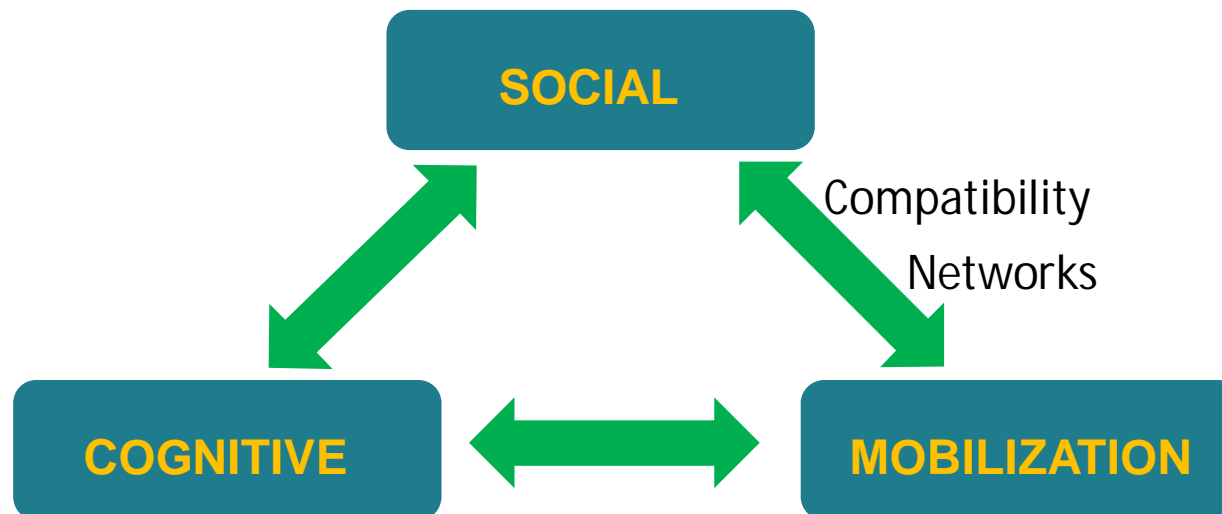 SOCIAL
Compatibility
Networks
COGNITIVE
MOBILIZATION